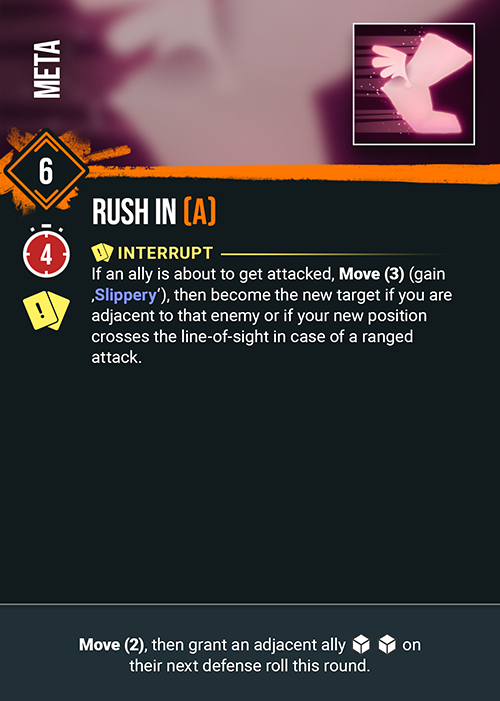 META
6
RUSH IN (A)
4
INTERRUPT
If an ally is about to get attacked, Move (3) (gain
‚Slippery‘), then become the new target if you are
adjacent to that enemy or if your new position
crosses the line-of-sight in case of a ranged
attack.
Move (2), then grant an adjacent ally on
their next defense roll this round.